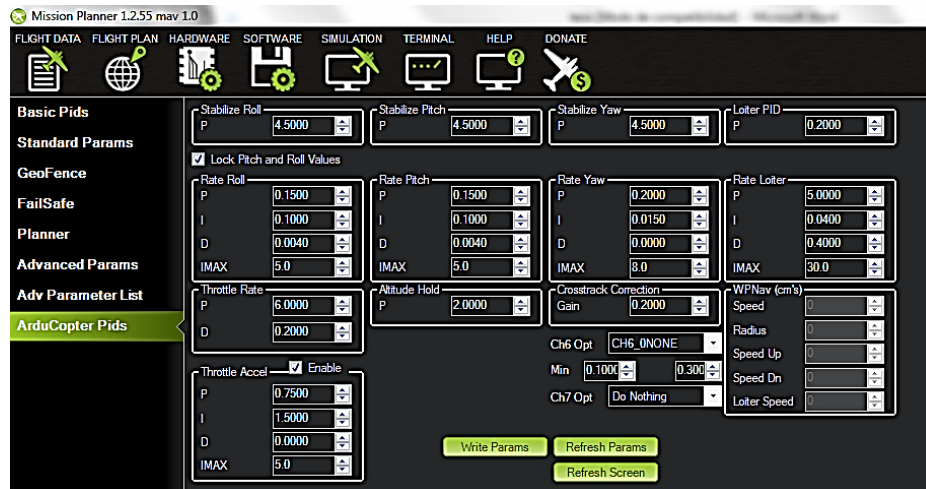 Mission Planner 1.2.55 mav 1.0
FLIGHT DATA FLIGHT PLAN HARDWARE SOFTWARE SIMULATION TERMINAL HELP DONATE
Basic Pids
Standard Params
GeoFence
FailSafe
Planner
Advanced Params
Adv Parameter List
ArduCopter Pids
Stabilize Roll
P 4.5000
Stabilize Pitch
P 4.5000
Stabilize Yaw
P 4.5000
Loiter PID
P 0.2000
Lock Pitch and Roll Values
Rate Roll
P 0.1500
I 0.1000
D 0.0040
IMAX 5.0
Rate Pitch
P 0.1500
I 0.1000
D 0.0040
IMAX 5.0
Rate Yaw
P 0.2000
I 0.0150
D 0.0000
IMAX 8.0
Rate Loiter
P 5.0000
I 0.0400
D 0.4000
IMAX 30.0
Throttle Rate
P 6.0000
D 0.2000
Altitude Hold
P 2.0000
Crosstrack Correction
Gain 0.2000
WPNav (cm's)
Speed 0
Radius 0
Speed Up 0
Speed Dn 0
Loiter Speed 0
Ch6 Opt CH6_0NONE
Min 0.100 0.300
Ch7 Opt Do Nothing
Throttle Accel Enable
P 0.7500
I 1.5000
D 0.0000
IMAX 5.0
Write Params
Refresh Params
Refresh Screen